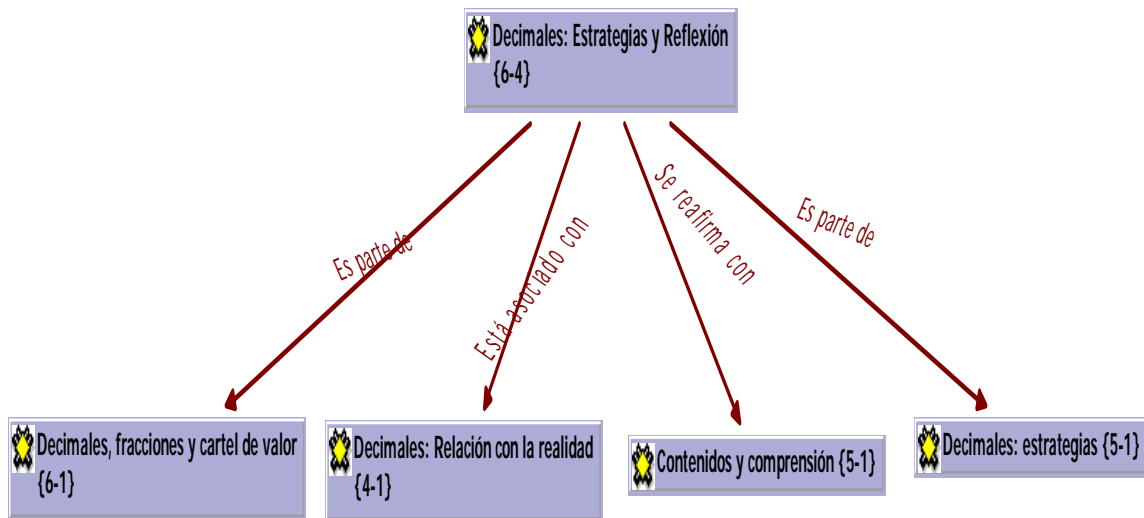 Decimales: Estrategias y Reflexión
{6-4}
Es parte de
Está asociado con
Se reafirma con
Es parte de
Decimales, fracciones y cartel de valor
{6-1}
Decimales: Relación con la realidad
{4-1}
Contenidos y comprensión {5-1}
Decimales: estrategias {5-1}